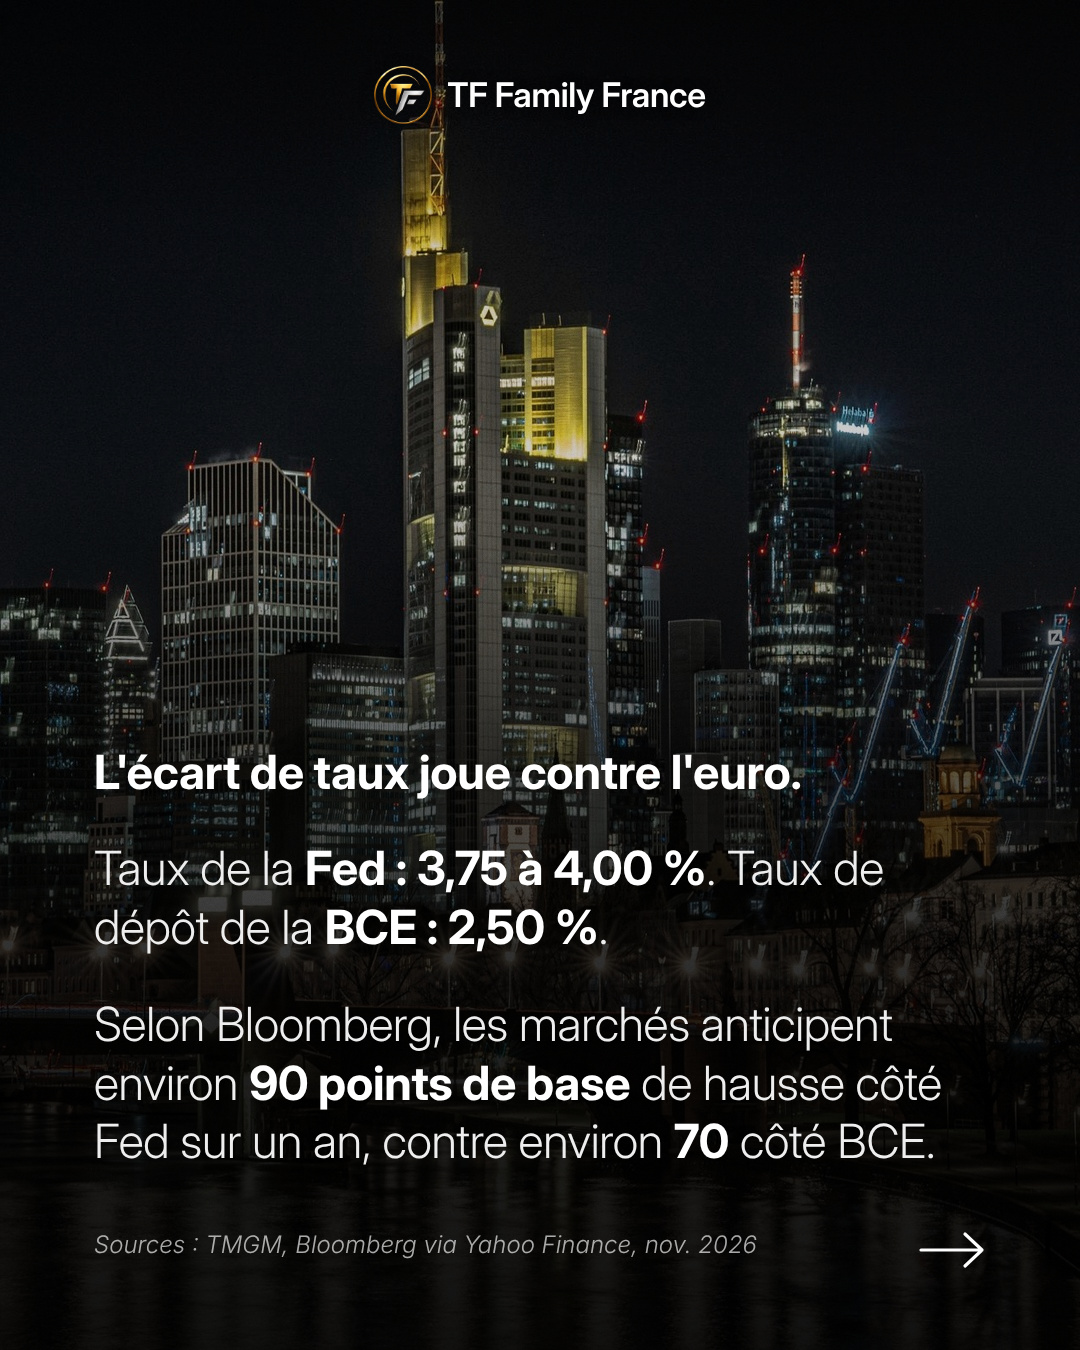 TF Family France
L'écart de taux joue contre l'euro.
Taux de la Fed : 3,75 à 4,00 %. Taux de
dépôt de la BCE : 2,50 %.
Selon Bloomberg, les marchés anticipent
environ 90 points de base de hausse côté
Fed sur un an, contre environ 70 côté BCE.
Sources : TMGM, Bloomberg via Yahoo Finance, nov. 2026